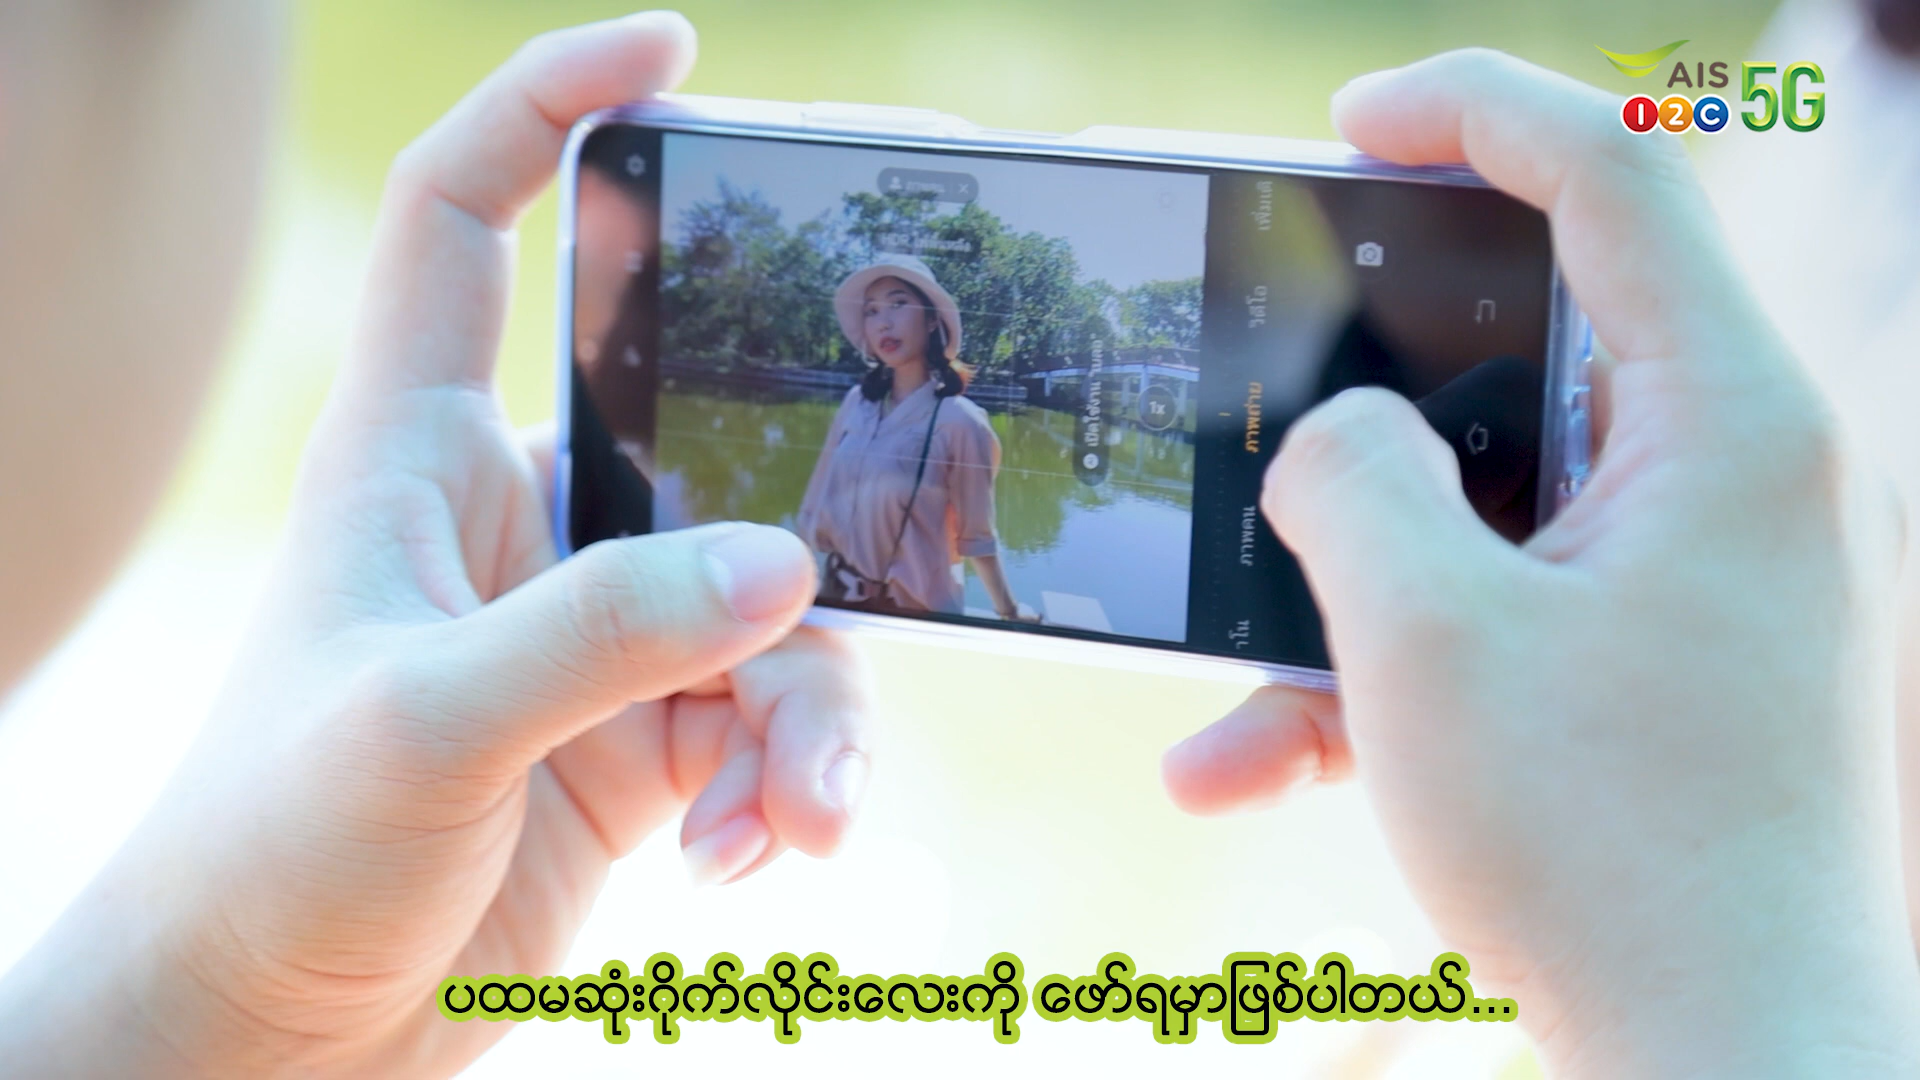 AIS
12C 5G
เพิ่มเติ
วิดีโอ
ภาพถ่าย
ภาพคน
1x
ปะထမဆုံးဂိုက်လိုင်းလေးကို ဖော်ရမှာဖြစ်ပါတယ်...